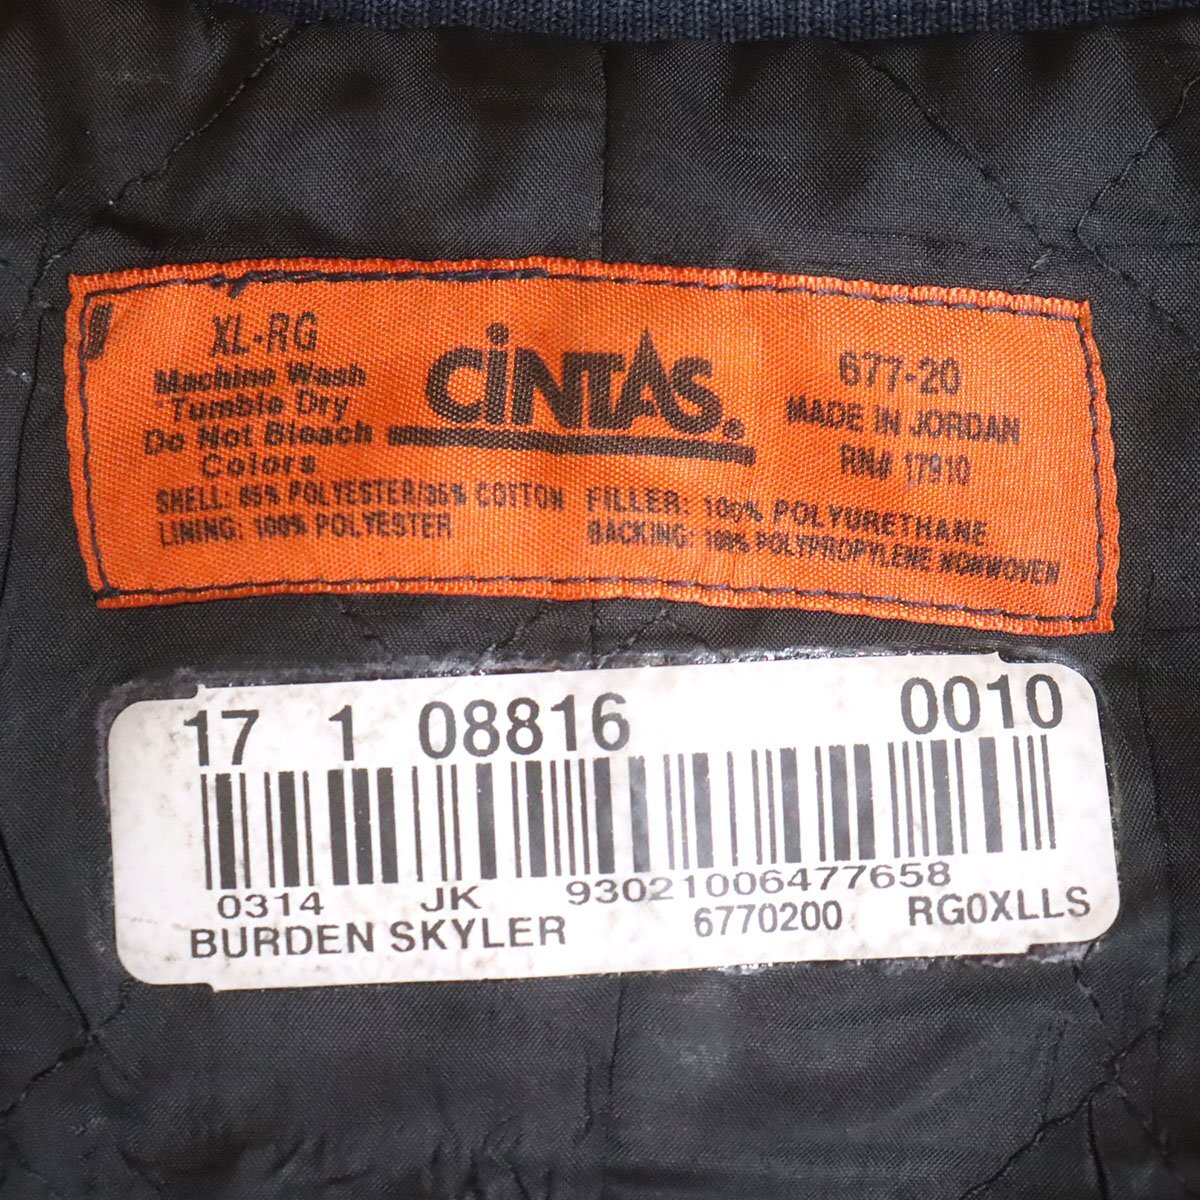 XL-RG
Machine Wash
Tumble Dry
Do Not Bleach
Colors
CiNTAS®
677-20
MADE IN JORDAN
RN# 17910
SHELL: 65% POLYESTER/35% COTTON
LINING: 100% POLYESTER
FILLER: 100% POLYURETHANE
BACKING: 100% POLYPROPYLENE NONWOVEN
17 1 08816 0010
0314 JK 93021006477658
BURDEN SKYLER 6770200 RG0XLLS